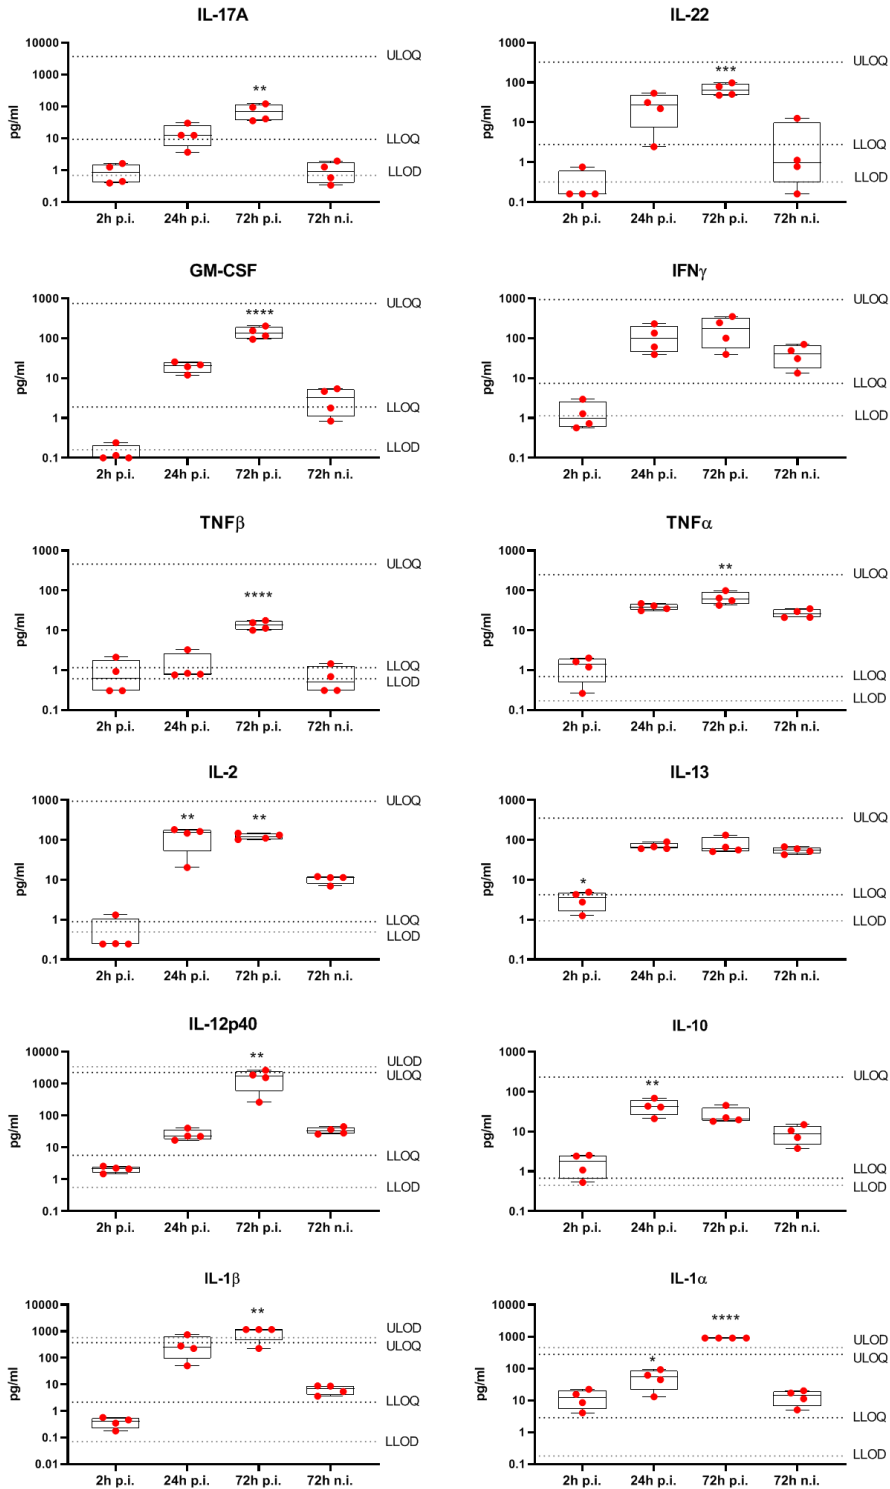 IL-17A
10000
1000
100
10
1
0.1
pg/ml
**
ULOQ
LLOQ
LLOD
2h p.i. 24h p.i. 72h p.i. 72h n.i.
IL-22
1000
100
10
1
0.1
pg/ml
***
ULOQ
LLOQ
LLOD
2h p.i. 24h p.i. 72h p.i. 72h n.i.
GM-CSF
1000
100
10
1
0.1
pg/ml
****
ULOQ
LLOQ
LLOD
2h p.i. 24h p.i. 72h p.i. 72h n.i.
IFNγ
1000
100
10
1
0.1
pg/ml
ULOQ
LLOQ
LLOD
2h p.i. 24h p.i. 72h p.i. 72h n.i.
TNFβ
1000
100
10
1
0.1
pg/ml
****
ULOQ
LLOQ
LLOD
2h p.i. 24h p.i. 72h p.i. 72h n.i.
TNFα
1000
100
10
1
0.1
pg/ml
**
ULOQ
LLOQ
LLOD
2h p.i. 24h p.i. 72h p.i. 72h n.i.
IL-2
1000
100
10
1
0.1
pg/ml
** **
ULOQ
LLOQ
LLOD
2h p.i. 24h p.i. 72h p.i. 72h n.i.
IL-13
1000
100
10
1
0.1
pg/ml
*
ULOQ
LLOQ
LLOD
2h p.i. 24h p.i. 72h p.i. 72h n.i.
IL-12p40
10000
1000
100
10
1
0.1
pg/ml
**
ULOD
ULOQ
LLOQ
LLOD
2h p.i. 24h p.i. 72h p.i. 72h n.i.
IL-10
1000
100
10
1
0.1
pg/ml
**
ULOQ
LLOQ
LLOD
2h p.i. 24h p.i. 72h p.i. 72h n.i.
IL-1β
10000
1000
100
10
1
0.1
0.01
pg/ml
**
ULOD
ULOQ
LLOQ
LLOD
2h p.i. 24h p.i. 72h p.i. 72h n.i.
IL-1α
10000
1000
100
10
1
0.1
pg/ml
****
*
ULOD
ULOQ
LLOQ
LLOD
2h p.i. 24h p.i. 72h p.i. 72h n.i.